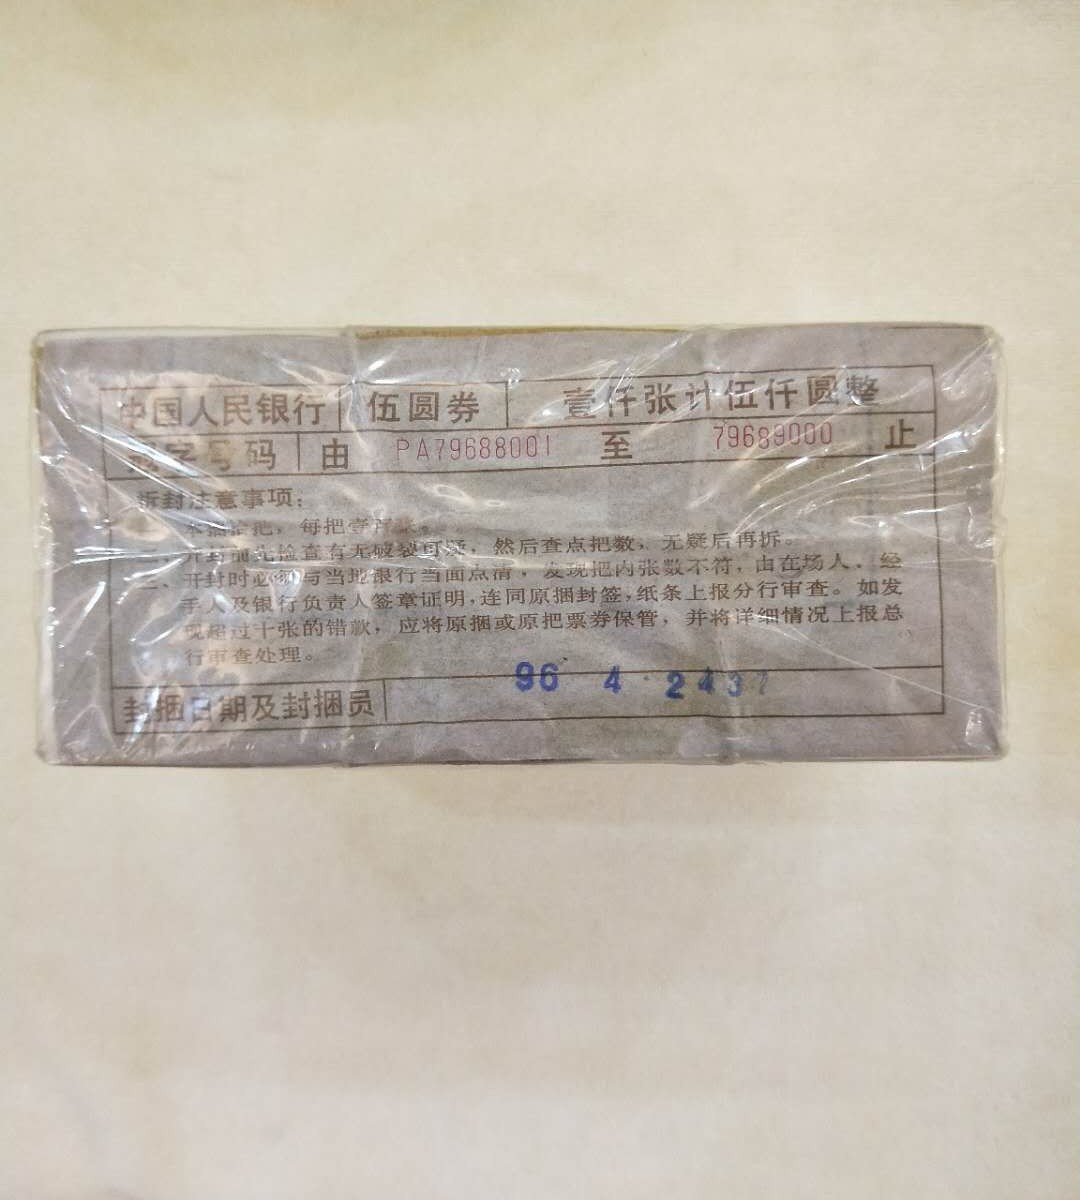 中国人民银行 伍圆券 壹仟张计伍仟圆整
字号码 由 PA79688001 至 79689000 止
拆封注意事项:
本捆拾把, 每把壹百张。
二、开封前先检查有无破裂可疑, 然后查点把数, 无疑后再拆。
三、开封时必须与当地银行当面点清, 发现把内张数不符, 由在场人、经
手人及银行负责人签章证明, 连同原捆封签, 纸条上报分行审查。如发
现超过十张的错款, 应将原捆或原把票券保管, 并将详细情况上报总
行审查处理。
96 4 24 3
封捆日期及封捆员